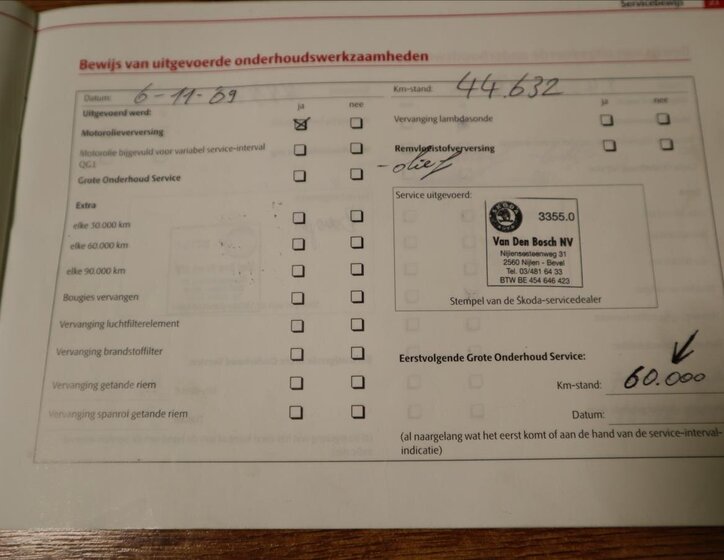 Servicebewijs
Bewijs van uitgevoerde onderhoudswerkzaamheden
Datum: 6-11-09
Km-stand: 44.632
Uitgevoerd werd:
ja nee
ja nee
Motorolieverversing
Vervanging lambdasonde
Motorolie bijgevuld voor variabel service-interval
QG1
Remvloeistofverversing
Grote Onderhoud Service
Extra
elke 30.000 km
elke 60.000 km
elke 90.000 km
Bougies vervangen
Vervanging luchtfilterelement
Vervanging brandstoffilter
Vervanging getande riem
Vervanging spanrol getande riem
Service uitgevoerd:
3355.0
Van Den Bosch NV
Nijlensesteenweg 31
2560 Nijlen - Bevel
Tel. 03/481 64 33
BTW BE 454 646 423
Stempel van de Škoda-servicedealer
Eerstvolgende Grote Onderhoud Service:
Km-stand: 60.000
Datum:
(al naargelang wat het eerst komt of aan de hand van de service-interval-
indicatie)